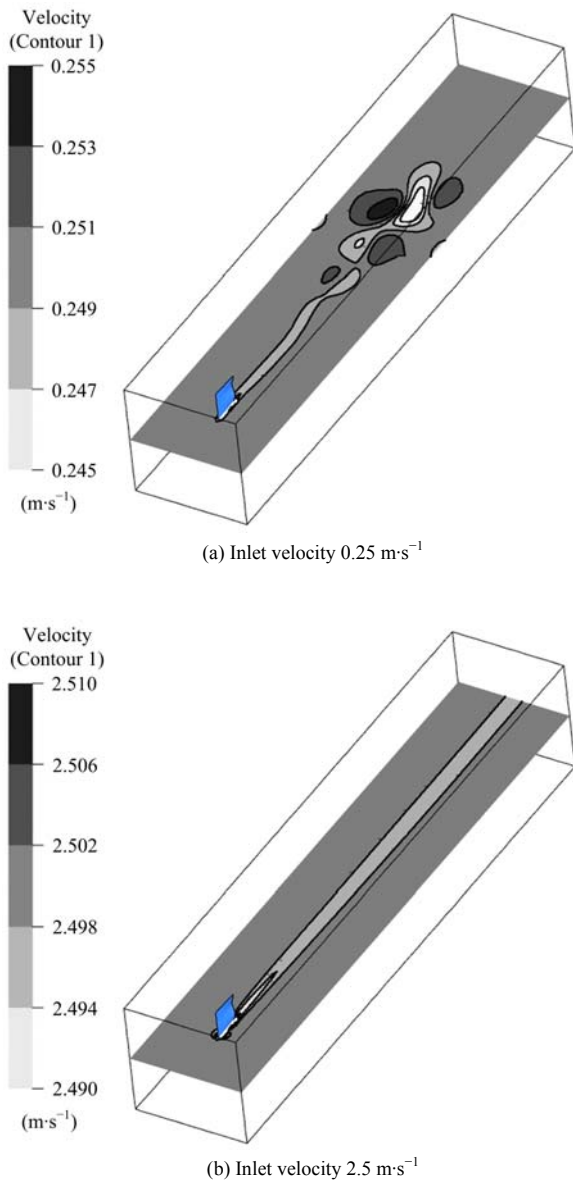 Velocity
(Contour 1)
0.255
0.253
0.251
0.249
0.247
0.245
(m·s⁻¹)
(a) Inlet velocity 0.25 m·s⁻¹
Velocity
(Contour 1)
2.510
2.506
2.502
2.498
2.494
2.490
(m·s⁻¹)
(b) Inlet velocity 2.5 m·s⁻¹